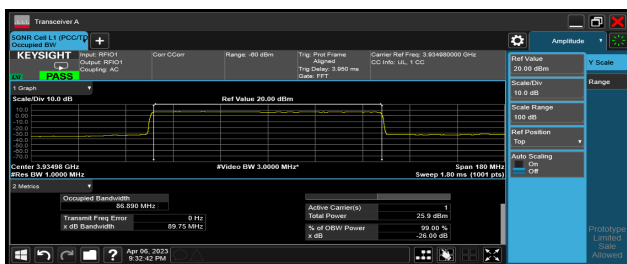 Transceiver A
5GNR Cell L1 (PCC/TD
Occupied BW
Amplitude
KEYSIGHT
Input: RFIO1
Output: RFIO1
Coupling: AC
Corr CCorr
Range: -60 dBm
Trig: Prot Frame
Aligned
Trig Delay: 3.950 ms
Gate: FFT
Carrier Ref Freq: 3.934980000 GHz
CC Info: UL, 1 CC
PASS
Ref Value
20.00 dBm
Y Scale
1 Graph
Scale/Div 10.0 dB
Ref Value 20.00 dBm
Scale/Div
10.0 dB
Range
10.0
0.00
-10.0
-20.0
-30.0
-40.0
-50.0
-60.0
-70.0
Scale Range
100 dB
Ref Position
Top
Center 3.93498 GHz
#Video BW 3.0000 MHz*
Span 180 MHz
#Res BW 1.0000 MHz
Sweep 1.80 ms (1001 pts)
Auto Scaling
On
Off
2 Metrics
Occupied Bandwidth
86.890 MHz
Active Carrier(s) 1
Total Power 25.9 dBm
Transmit Freq Error 0 Hz
x dB Bandwidth 89.75 MHz
% of OBW Power 99.00 %
x dB -26.00 dB
Prototype
Limited
Sale
Allowed
Apr 06, 2023
9:32:42 PM